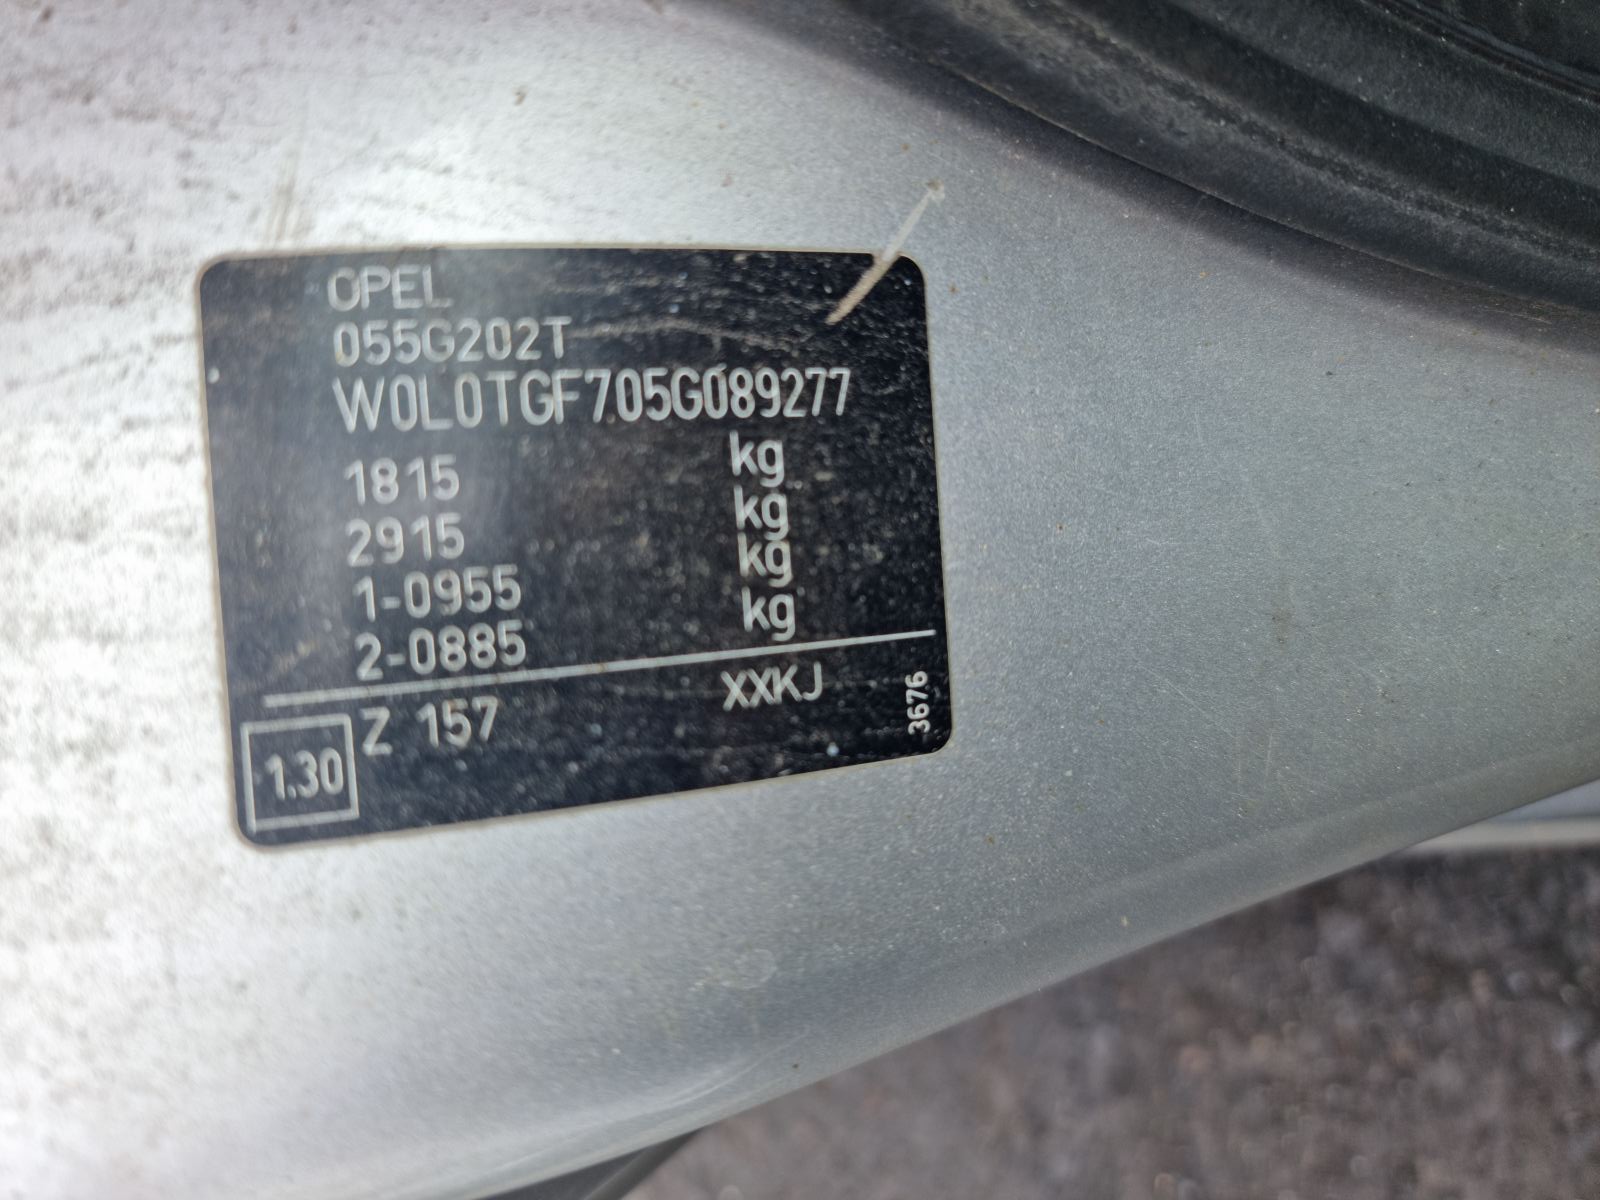 OPEL
055G202T
W0L0TGF705G089277
1815 kg
2915 kg
1-0955 kg
2-0885 kg
1.30 Z 157 XXKJ
3676